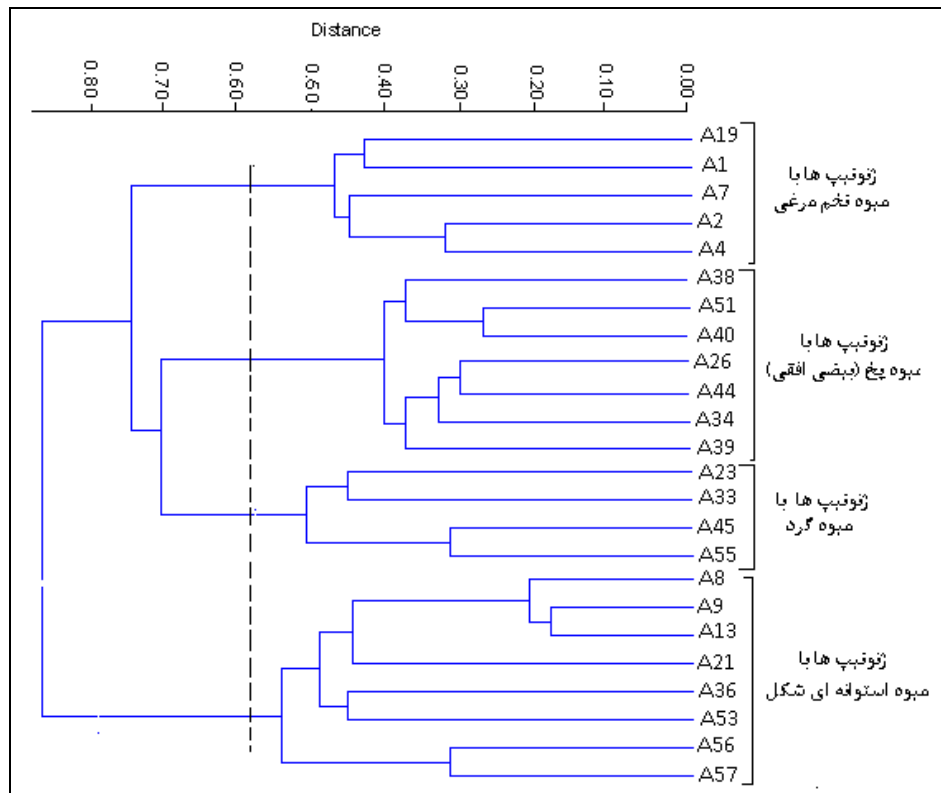 Distance
0.80 0.70 0.60 0.50 0.40 0.30 0.20 0.10 0.00
A19
A1
A7
A2
A4
ژنوتیپ ها با
میوه تخم مرغی
A38
A51
A40
A26
A44
A34
A39
ژنوتیپ ها با
میوه پخ (بیضی افقی)
A23
A33
A45
A55
ژنوتیپ ها با
میوه گرد
A8
A9
A13
A21
A36
A53
A56
A57
ژنوتیپ ها با
میوه استوانه ای شکل